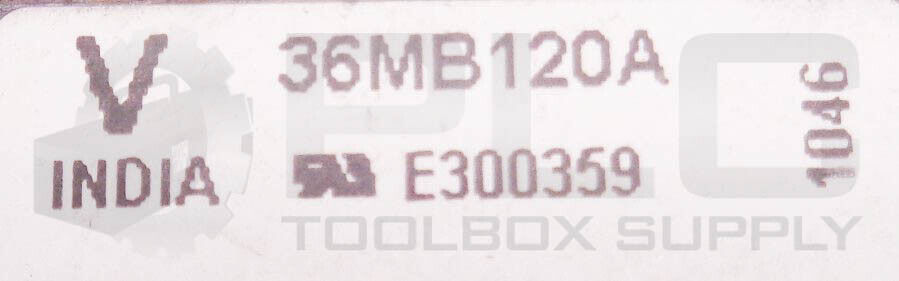 V 36MB120A
INDIA E300359
1046
PLC
TOOLBOX SUPPLY